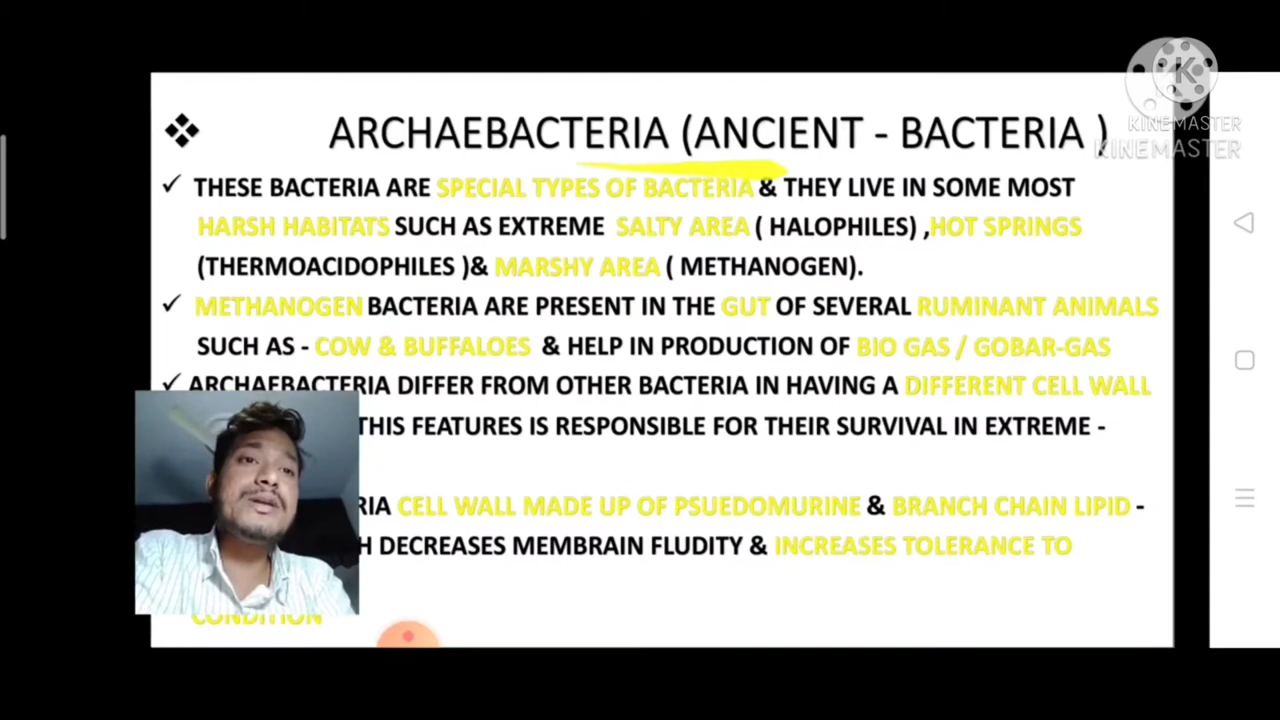 ARCHAEBACTERIA (ANCIENT - BACTERIA )
THESE BACTERIA ARE SPECIAL TYPES OF BACTERIA & THEY LIVE IN SOME MOST
HARSH HABITATS SUCH AS EXTREME SALTY AREA ( HALOPHILES) ,HOT SPRINGS
(THERMOACIDOPHILES )& MARSHY AREA ( METHANOGEN).
METHANOGEN BACTERIA ARE PRESENT IN THE GUT OF SEVERAL RUMINANT ANIMALS
SUCH AS - COW & BUFFALOES & HELP IN PRODUCTION OF BIO GAS / GOBAR-GAS
ARCHAEBACTERIA DIFFER FROM OTHER BACTERIA IN HAVING A DIFFERENT CELL WALL
THIS FEATURES IS RESPONSIBLE FOR THEIR SURVIVAL IN EXTREME -
RIA CELL WALL MADE UP OF PSUEDOMURINE & BRANCH CHAIN LIPID -
H DECREASES MEMBRAIN FLUDITY & INCREASES TOLERANCE TO
CONDITION
K
KINEMASTER
KINEMASTER